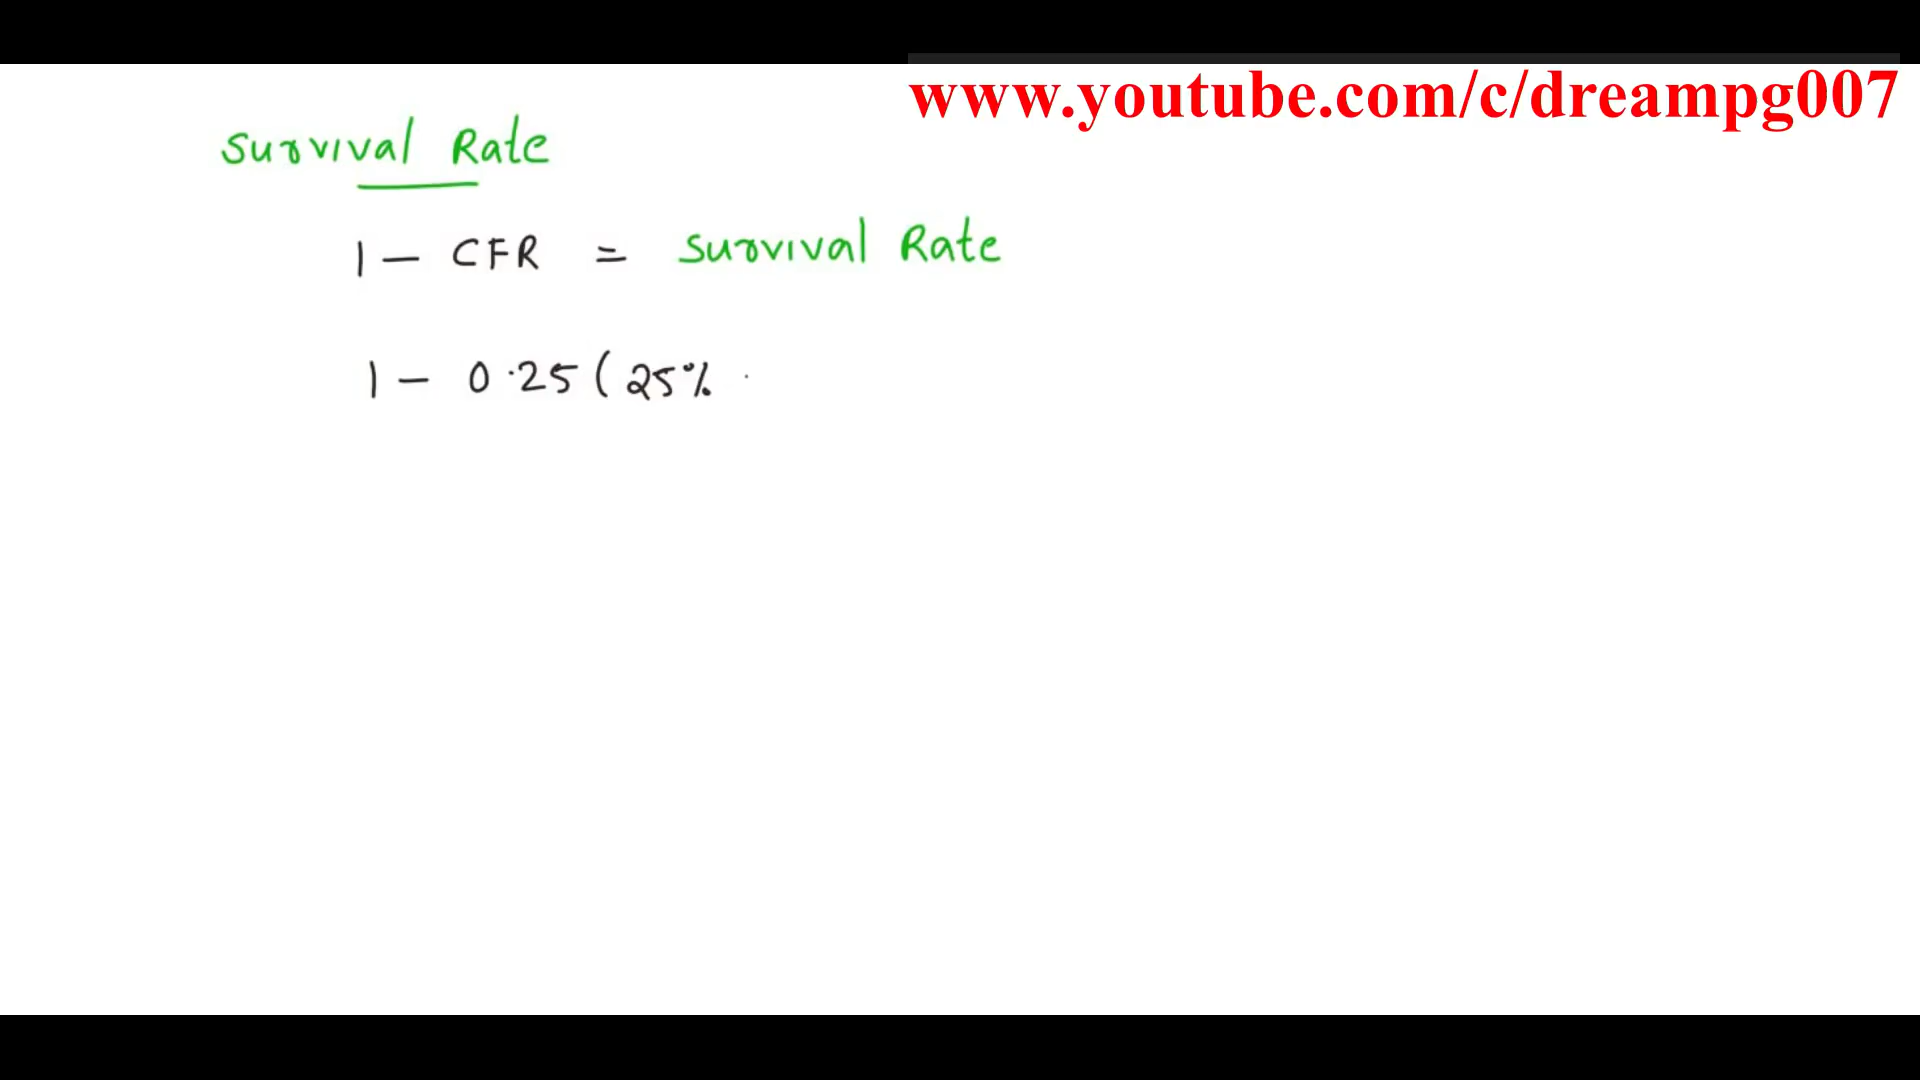 www.youtube.com/c/dreampg007
Survival Rate
1 - CFR = Survival Rate
1 - 0.25 ( 25%